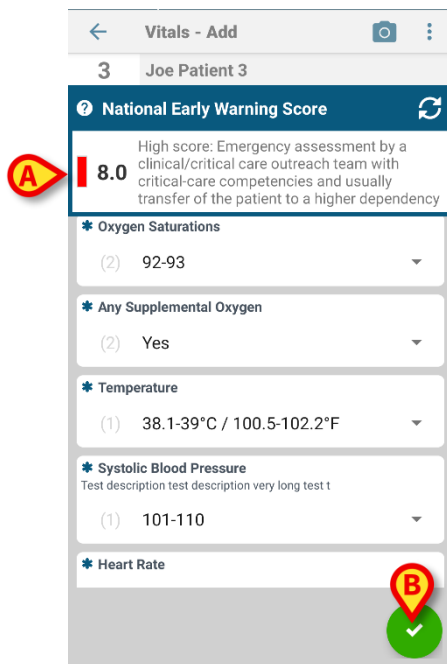 Vitals - Add
3 Joe Patient 3
? National Early Warning Score
A
8.0
High score: Emergency assessment by a
clinical/critical care outreach team with
critical-care competencies and usually
transfer of the patient to a higher dependency
✱ Oxygen Saturations
(2) 92-93
✱ Any Supplemental Oxygen
(2) Yes
✱ Temperature
(1) 38.1-39°C / 100.5-102.2°F
✱ Systolic Blood Pressure
Test description test description very long test t
(1) 101-110
✱ Heart Rate
B